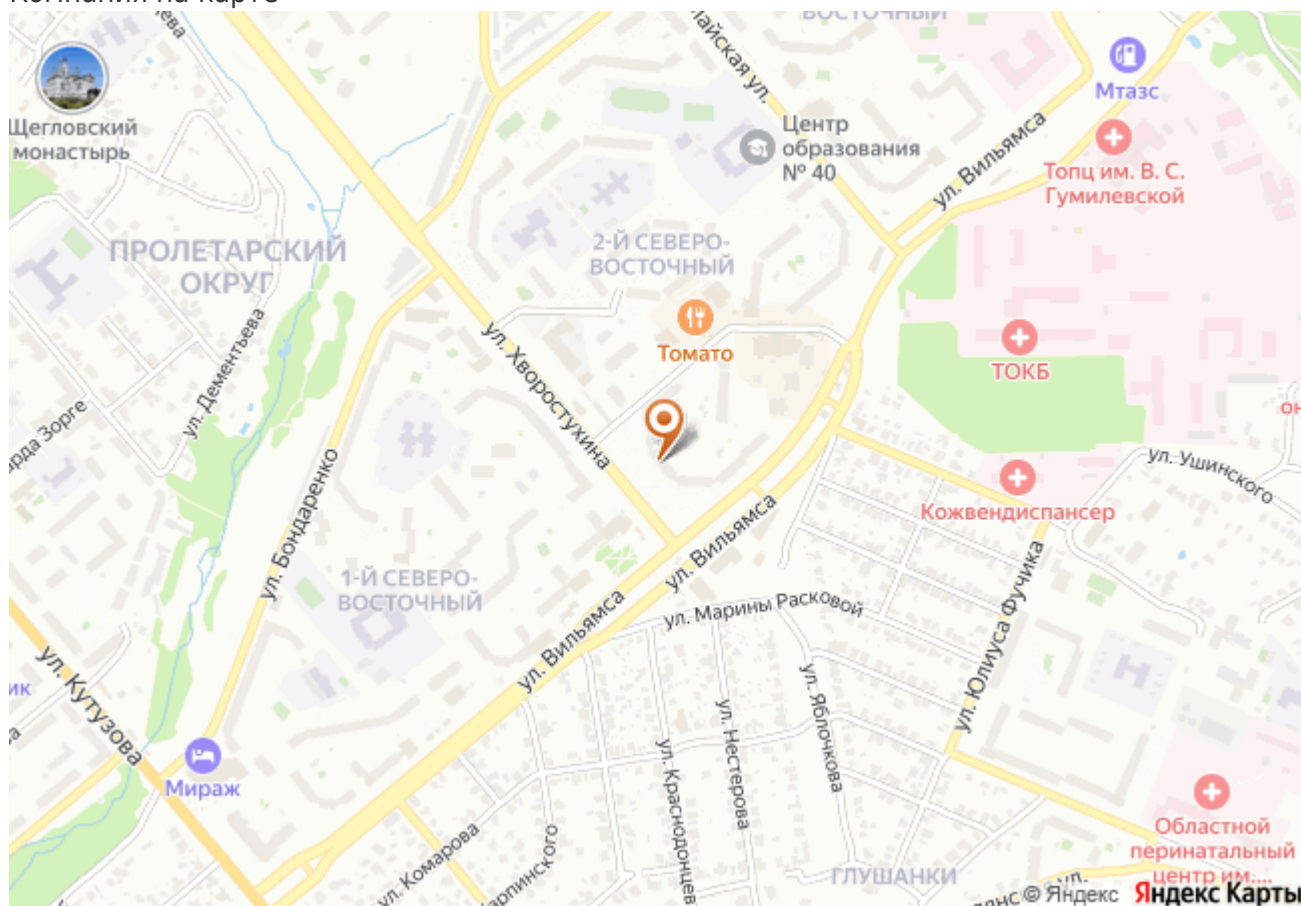 ВОСТОЧНЫЙ
Мтазс
Щегловский
монастырь
Центр
образования
№ 40
ул. Вильямса
Топц им. В. С.
Гумилевской
ПРОЛЕТАРСКИЙ
ОКРУГ
2-Й СЕВЕРО-
ВОСТОЧНЫЙ
ул. Дементьева
ул. Хворостухина
Томато
ТОКБ
ул. Бондаренко
ул. Ушинского
Кожвендиспансер
ул. Вильямса
1-Й СЕВЕРО-
ВОСТОЧНЫЙ
ул. Вильямса
ул. Марины Расковой
ул. Юлиуса Фучика
ул. Кутузова
ул. Яблочкова
ул. Нестерова
ул. Краснодонцев
Мираж
ул. Комарова
Областной
перинатальный
центр им....
ГЛУШАНКИ
© Яндекс Яндекс Карты